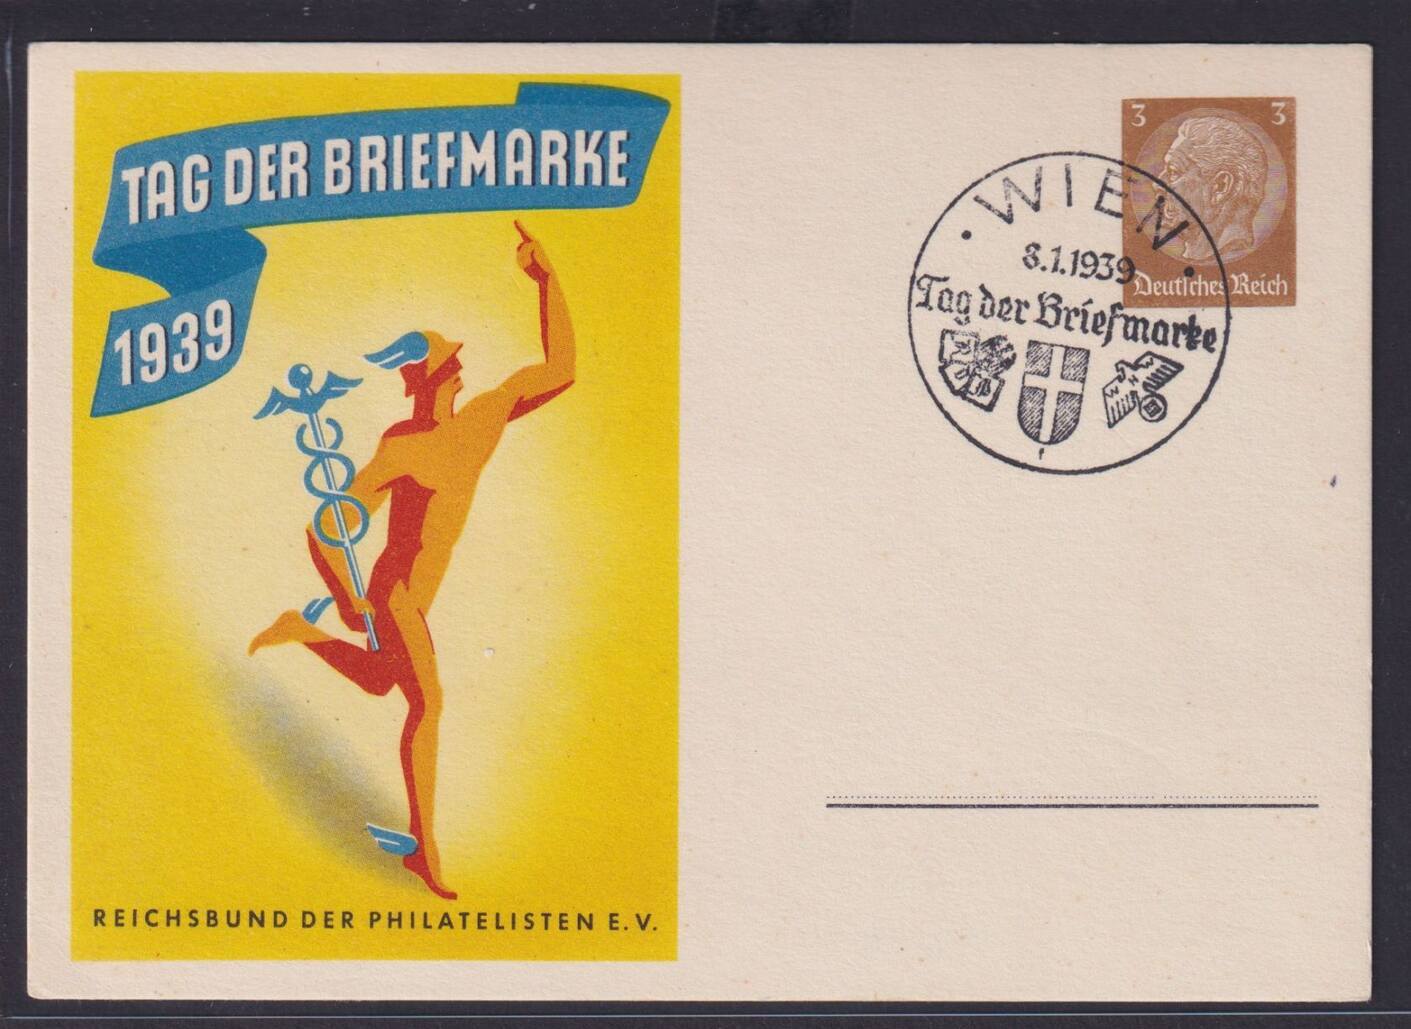 TAG DER BRIEFMARKE
1939
REICHSBUND DER PHILATELISTEN E. V.
3 3
Deutsches Reich
WIEN
8.1.1939
Tag der Briefmarke